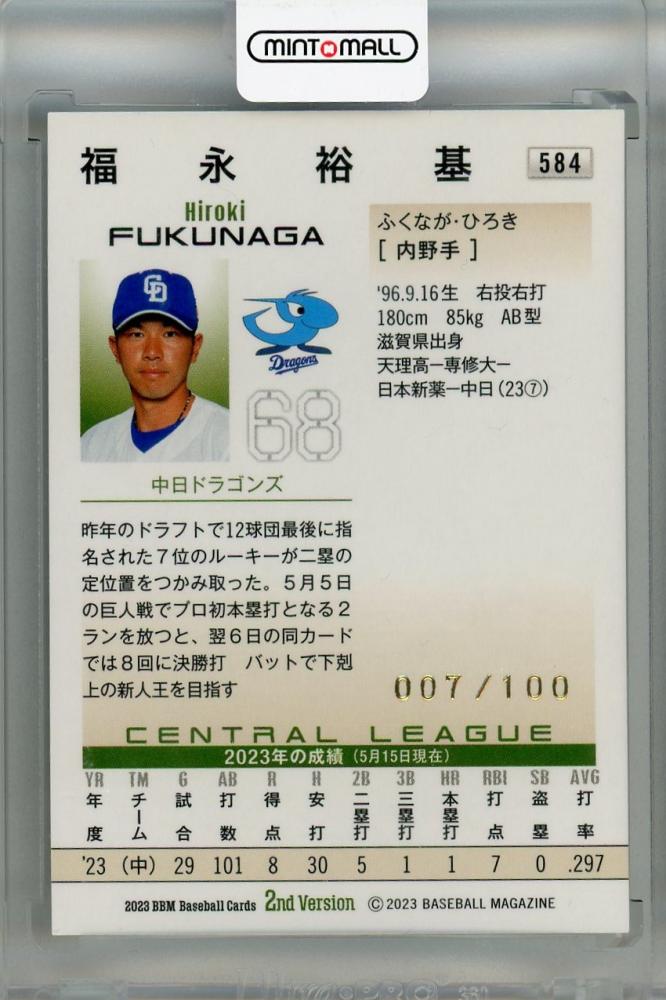 MINT MALL
福永裕基
584
Hiroki
FUKUNAGA
ふくなが・ひろき
[ 内野手 ]
'96.9.16生 右投右打
180cm 85kg AB型
滋賀県出身
天理高ー専修大ー
日本新薬ー中日(23⑦)
Dragons
68
中日ドラゴンズ
昨年のドラフトで12球団最後に指
名された7位のルーキーが二塁の
定位置をつかみ取った。5月5日
の巨人戦でプロ初本塁打となる2
ランを放つと、翌6日の同カード
では8回に決勝打 バットで下剋
上の新人王を目指す
007/100
CENTRAL LEAGUE
2023年の成績(5月15日現在)
YR TM G AB R H 2B 3B HR RBI SB AVG
年度 チーム 試合 打数 得点 安打 二塁打 三塁打 本塁打 打点 盗塁 打率
'23 (中) 29 101 8 30 5 1 1 7 0 .297
2023 BBM Baseball Cards 2nd Version ©2023 BASEBALL MAGAZINE